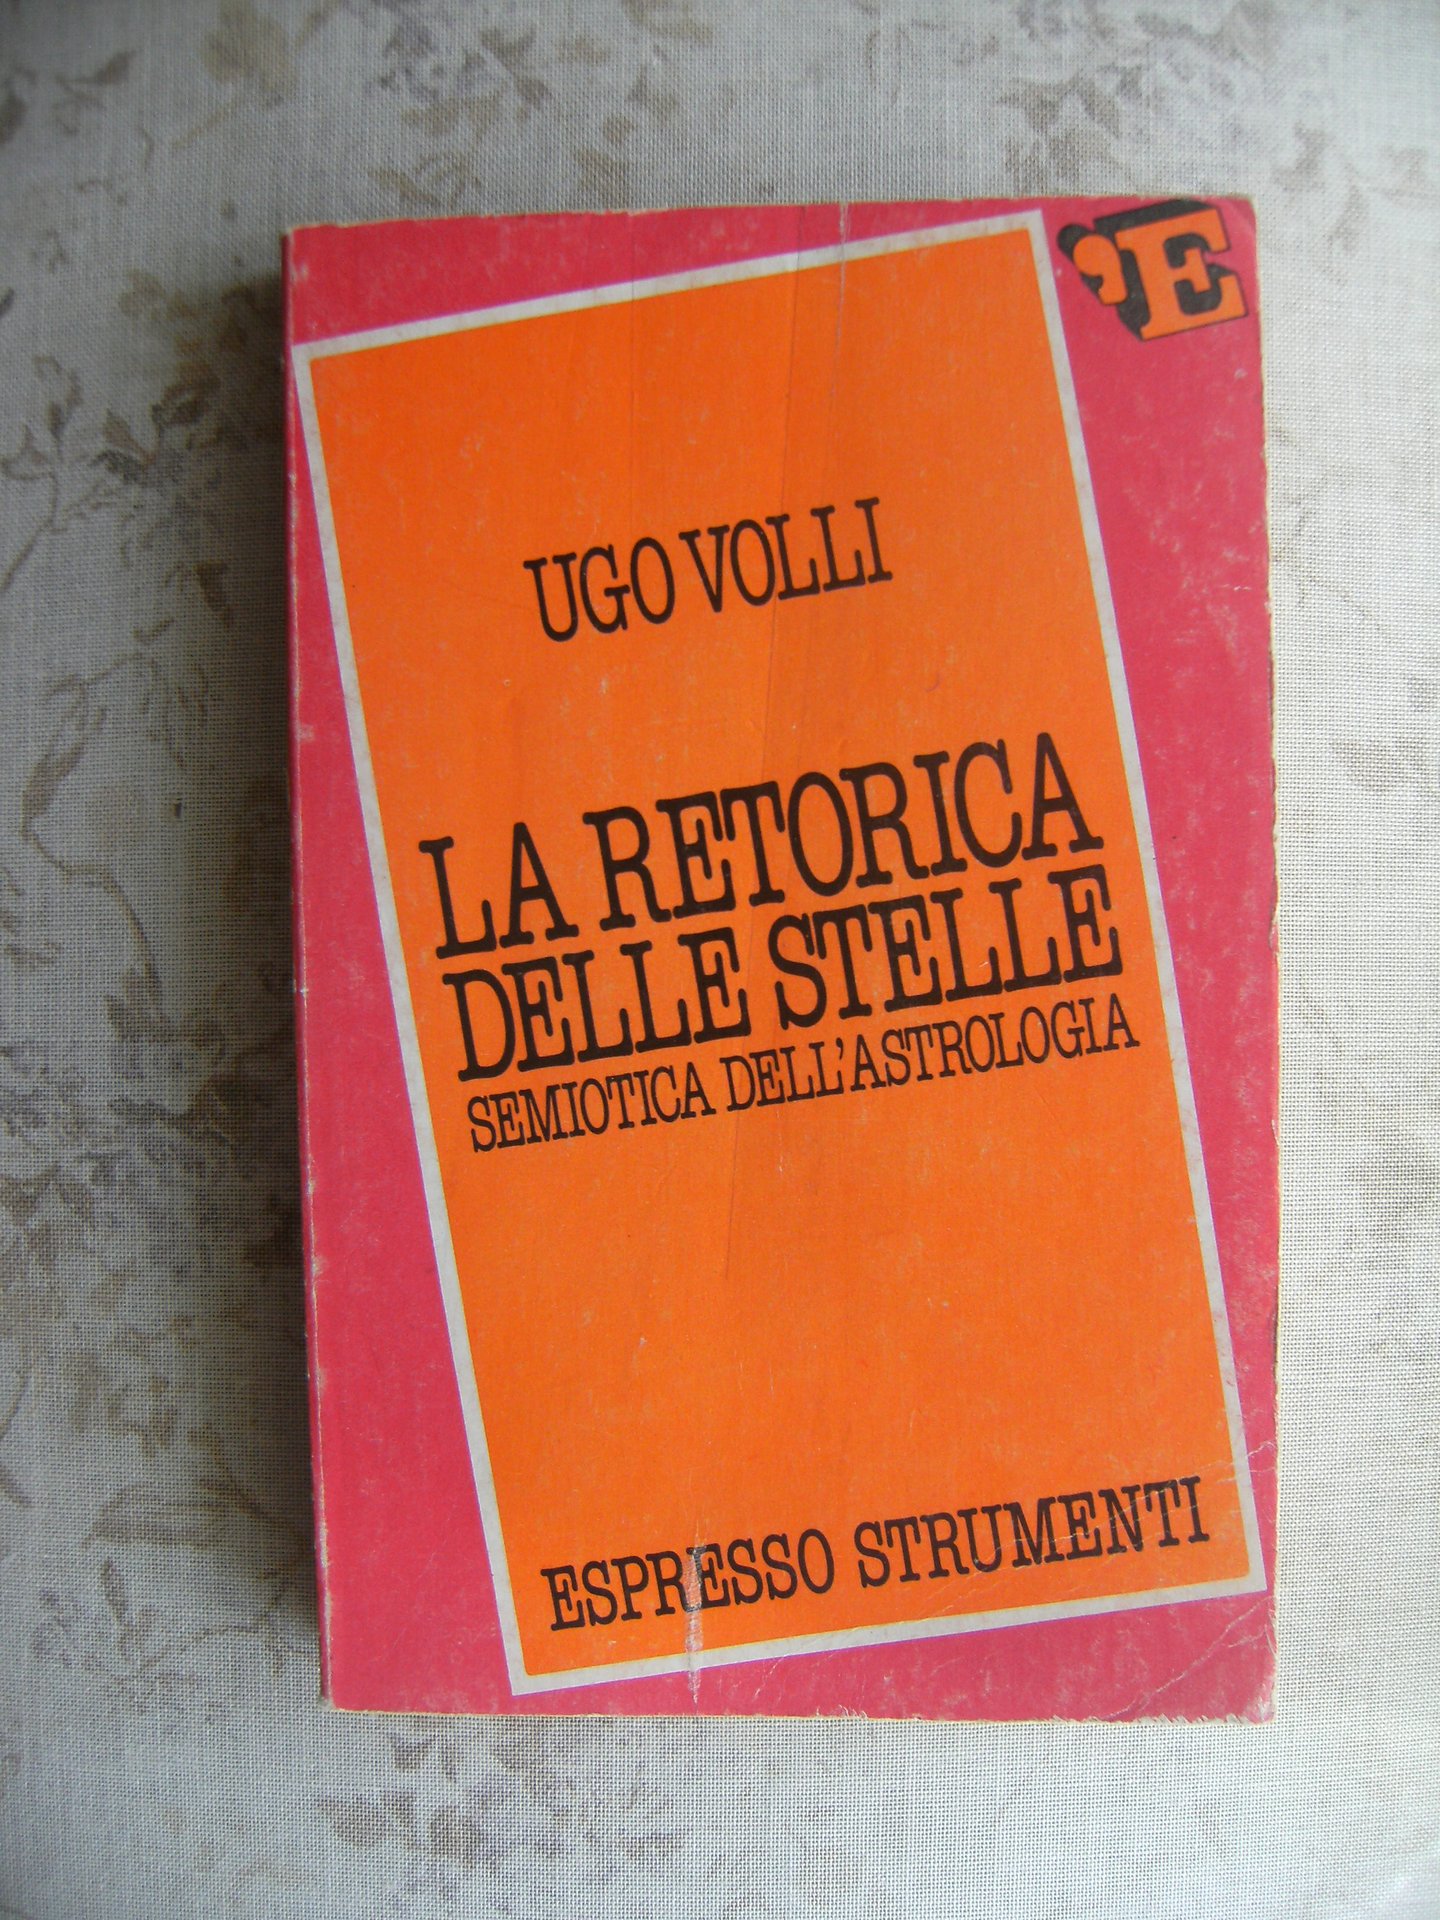 'E
UGO VOLLI
LA RETORICA
DELLE STELLE
SEMIOTICA DELL'ASTROLOGIA
ESPRESSO STRUMENTI